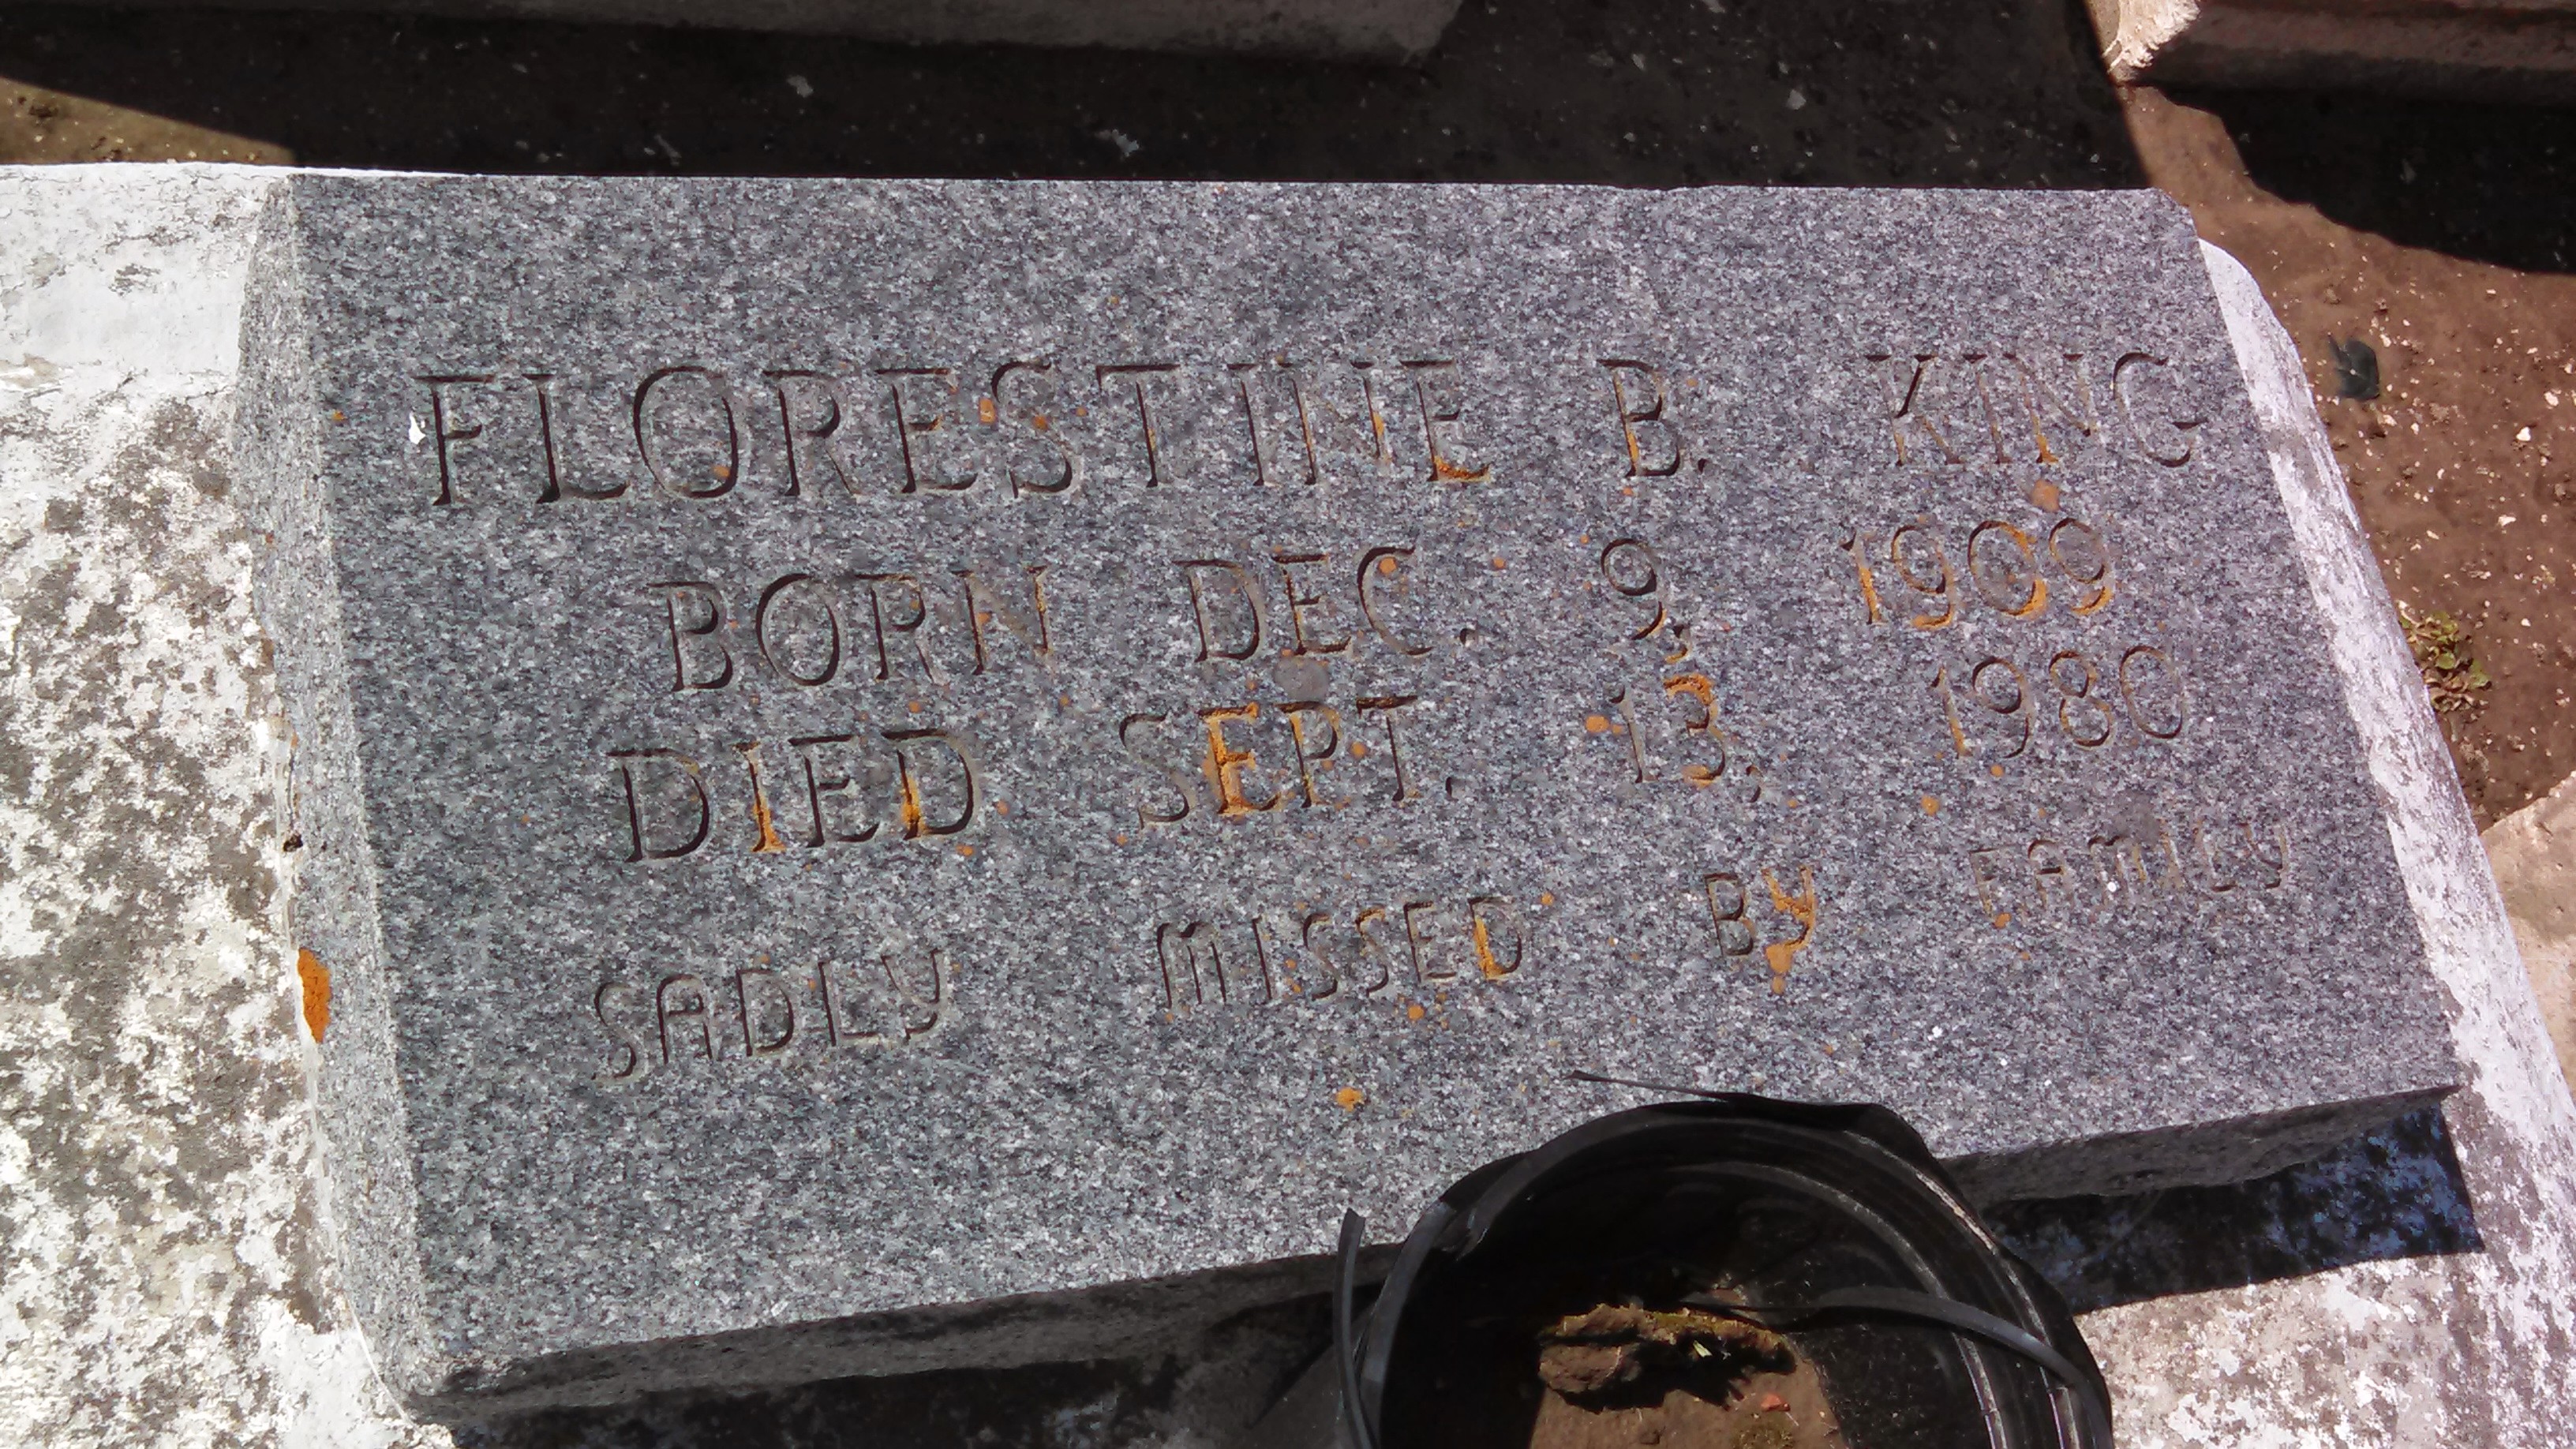 FLORESTINE B. KING
BORN DEC. 9, 1909
DIED SEPT. 13, 1980
SADLY MISSED BY FAMILY